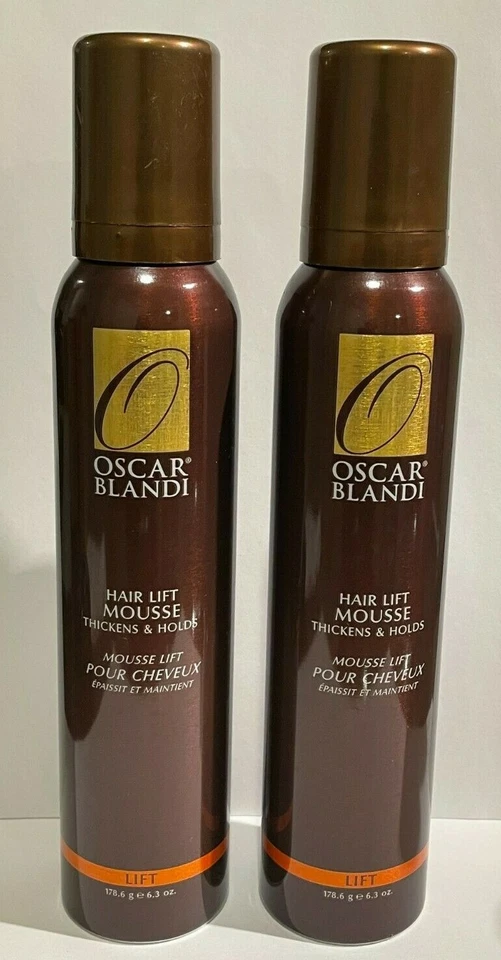 O
OSCAR®
BLANDI
HAIR LIFT
MOUSSE
THICKENS & HOLDS
MOUSSE LIFT
POUR CHEVEUX
ÉPAISSIT ET MAINTIENT
LIFT
178.6 g ℮ 6.3 oz.
O
OSCAR®
BLANDI
HAIR LIFT
MOUSSE
THICKENS & HOLDS
MOUSSE LIFT
POUR CHEVEUX
ÉPAISSIT ET MAINTIENT
LIFT
178.6 g ℮ 6.3 oz.